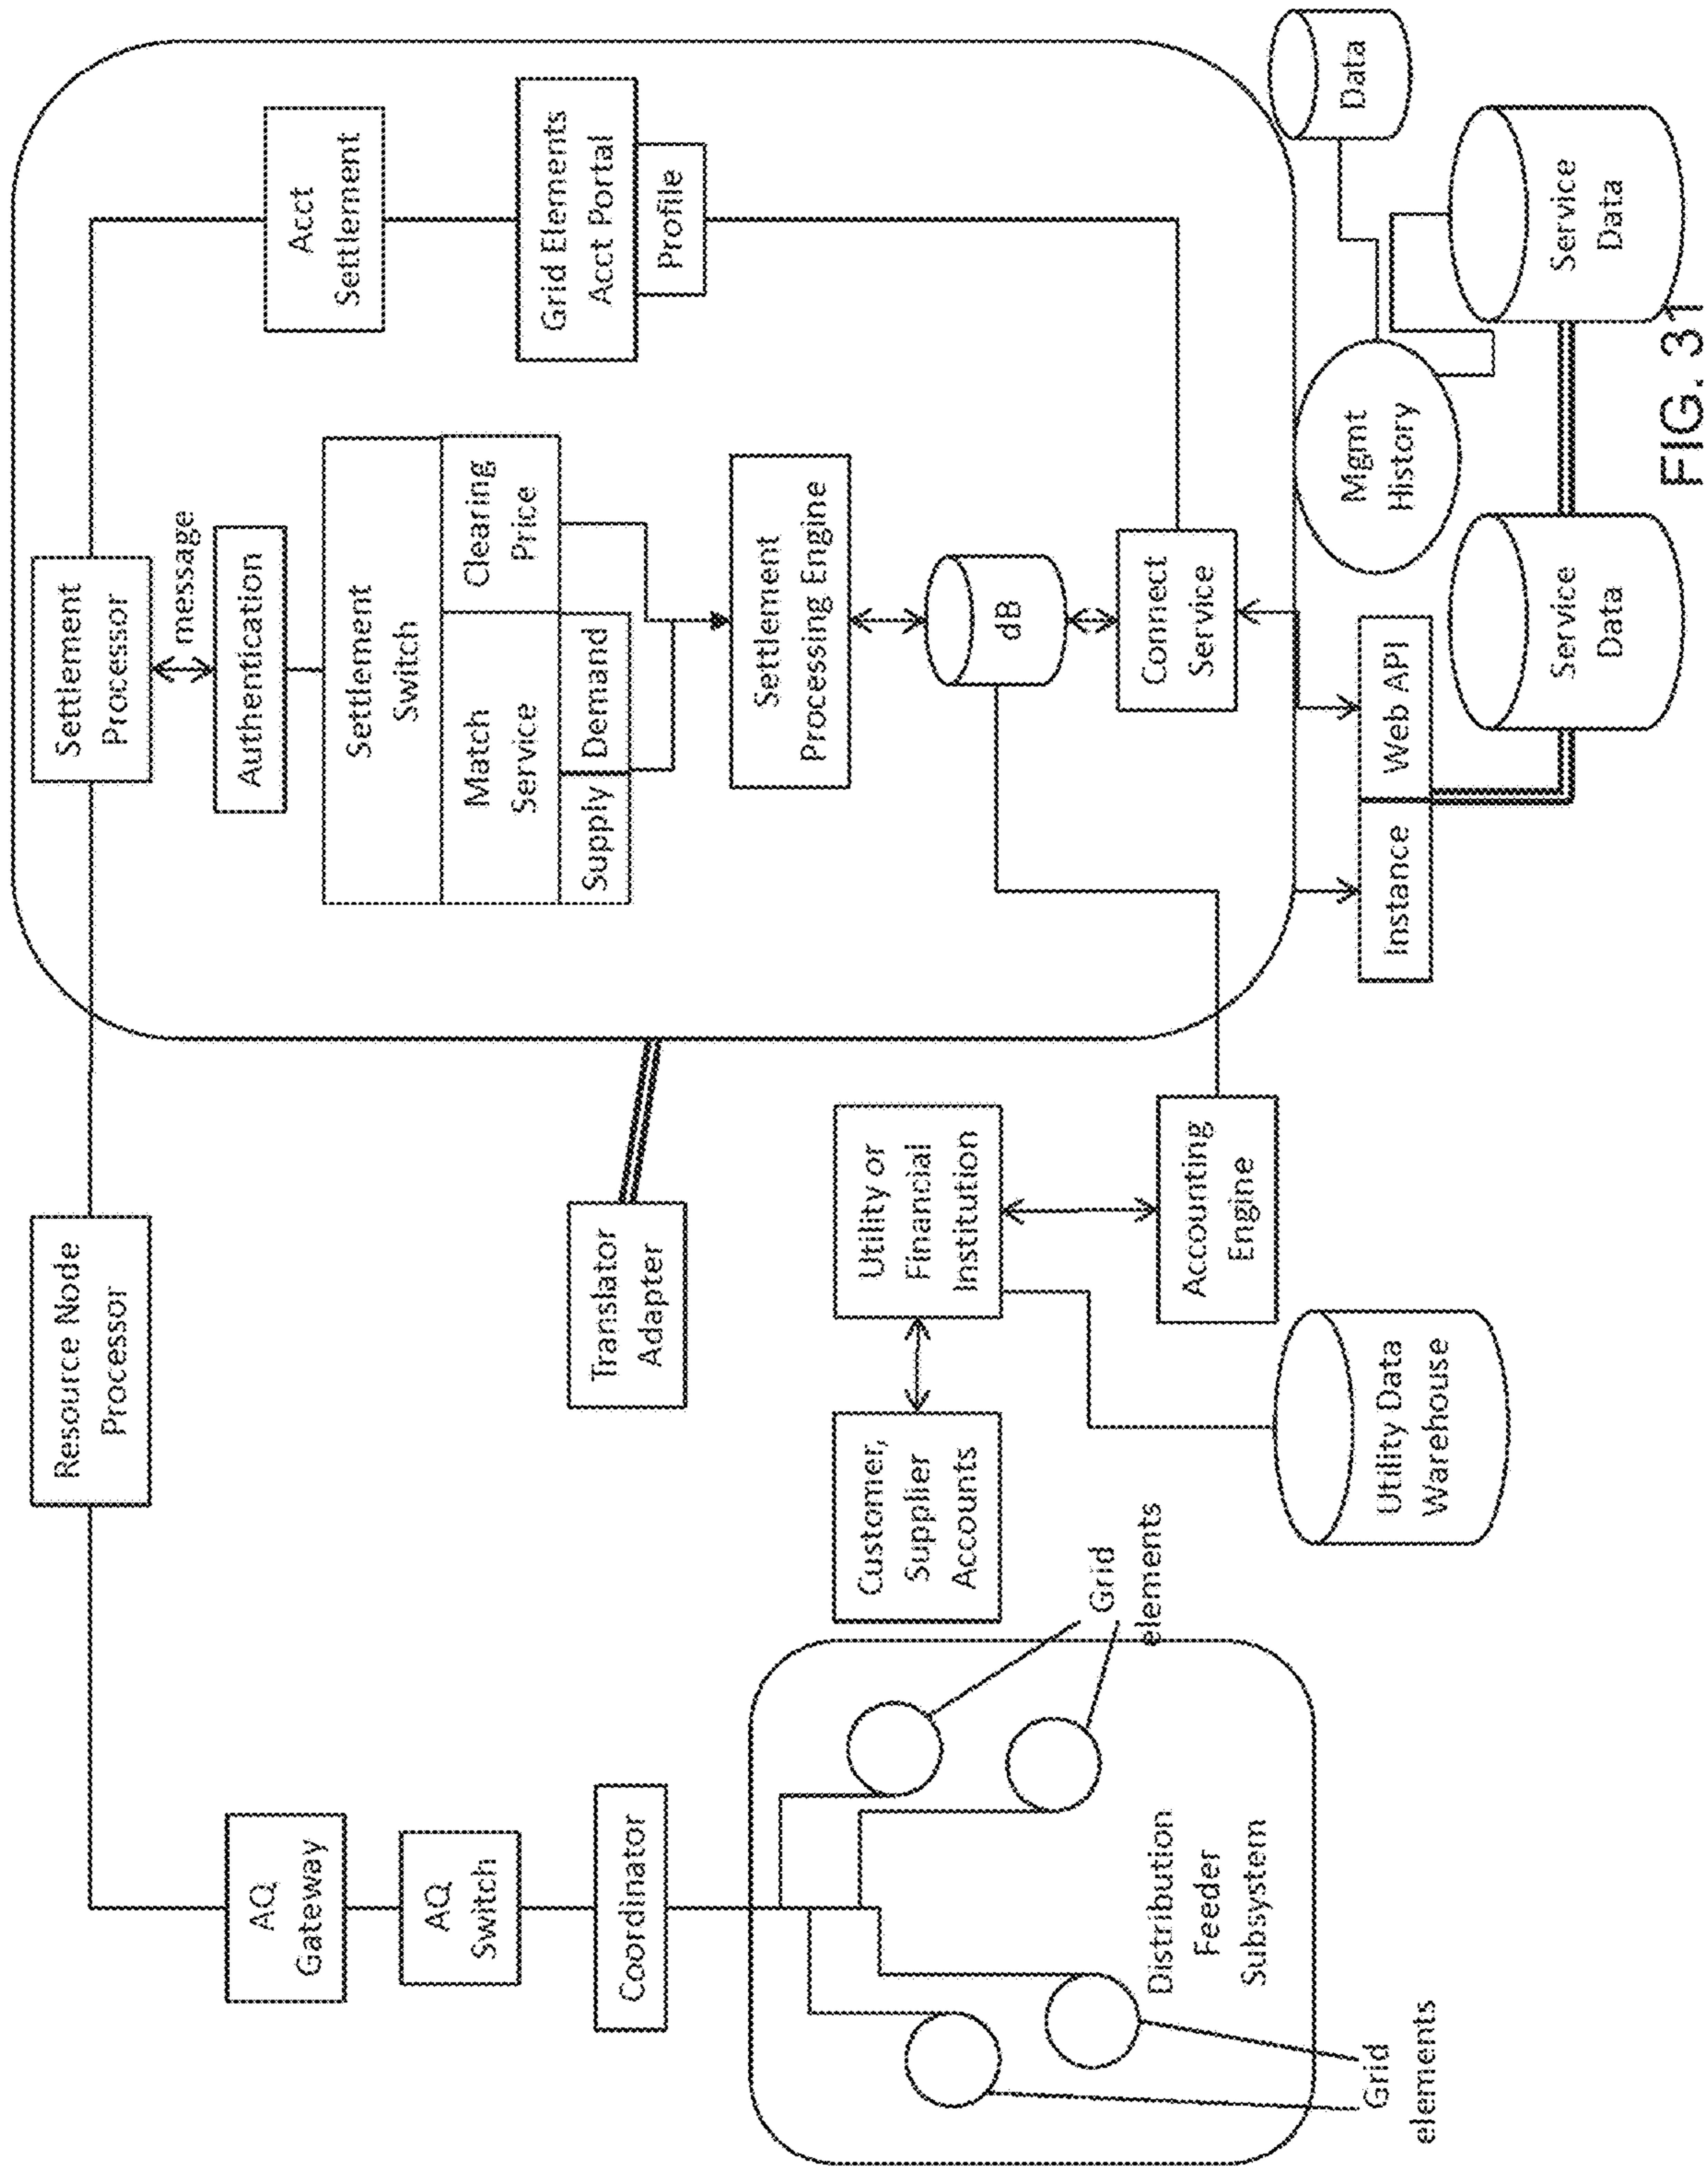 Resource Node
Processor
Settlement
Processor
message
Authentication
Acct
Settlement
AQ
Gateway
AQ
Switch
Coordinator
Settlement
Switch
Match
Service
Clearing
Price
Supply
Demand
Grid Elements
Acct Portal
Profile
Translator
Adapter
Settlement
Processing Engine
Customer,
Supplier
Accounts
Utility or
Financial
Institution
dB
Grid
elements
Distribution
Feeder
Subsystem
Accounting
Engine
Connect
Service
Utility Data
Warehouse
Grid
elements
Instance
Web API
Mgmt
History
Data
Service
Data
Service
Data
FIG. 31